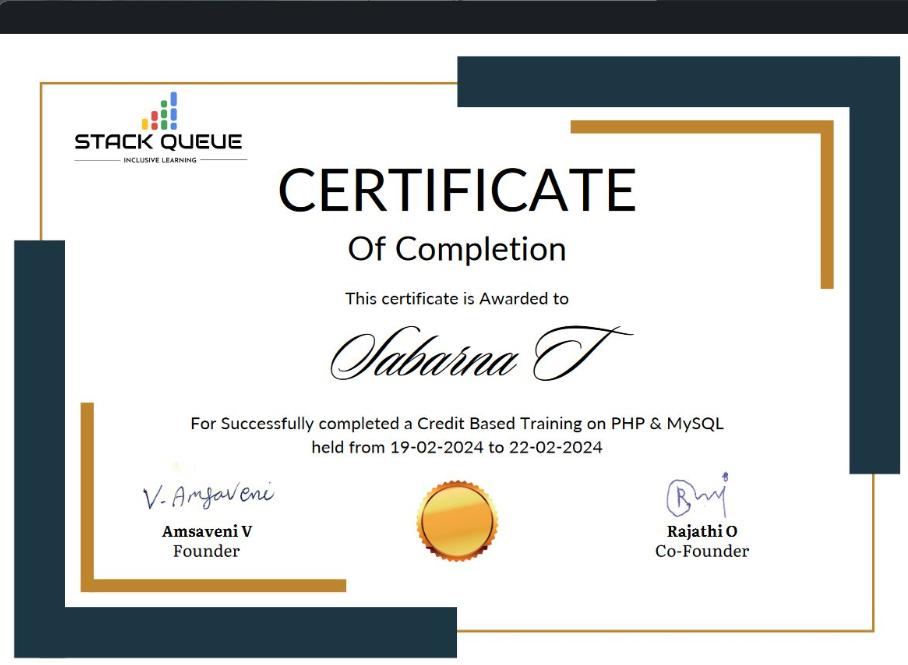 STACK QUEUE
INCLUSIVE LEARNING
CERTIFICATE
Of Completion
This certificate is Awarded to
Sabarna T
For Successfully completed a Credit Based Training on PHP & MySQL
held from 19-02-2024 to 22-02-2024
V. Amsaveni
Amsaveni V
Founder
Rajathi O
Co-Founder